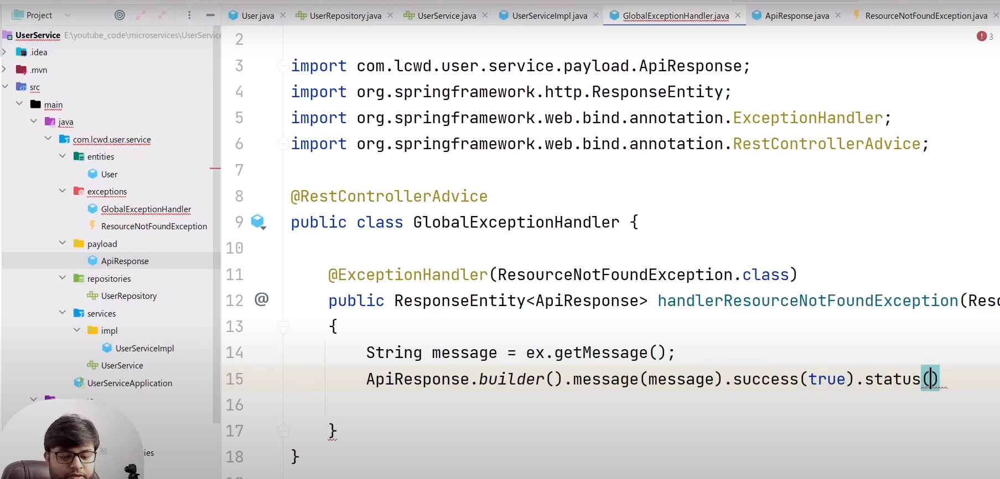 Project
User.java
UserRepository.java
UserService.java
UserServiceImpl.java
GlobalExceptionHandler.java
ApiResponse.java
ResourceNotFoundException.java
UserService E:\youtube_code\microservices\UserService
.idea
.mvn
src
main
java
com.lcwd.user.service
entities
User
exceptions
GlobalExceptionHandler
ResourceNotFoundException
payload
ApiResponse
repositories
UserRepository
services
impl
UserServiceImpl
UserService
UserServiceApplication
3
2
3 import com.lcwd.user.service.payload.ApiResponse;
4 import org.springframework.http.ResponseEntity;
5 import org.springframework.web.bind.annotation.ExceptionHandler;
6 import org.springframework.web.bind.annotation.RestControllerAdvice;
7
8 @RestControllerAdvice
9 public class GlobalExceptionHandler {
10
11 @ExceptionHandler(ResourceNotFoundException.class)
12 @ public ResponseEntity<ApiResponse> handlerResourceNotFoundException(Reso
13 {
14 String message = ex.getMessage();
15 ApiResponse.builder().message(message).success(true).status()
16
17 }
18 }